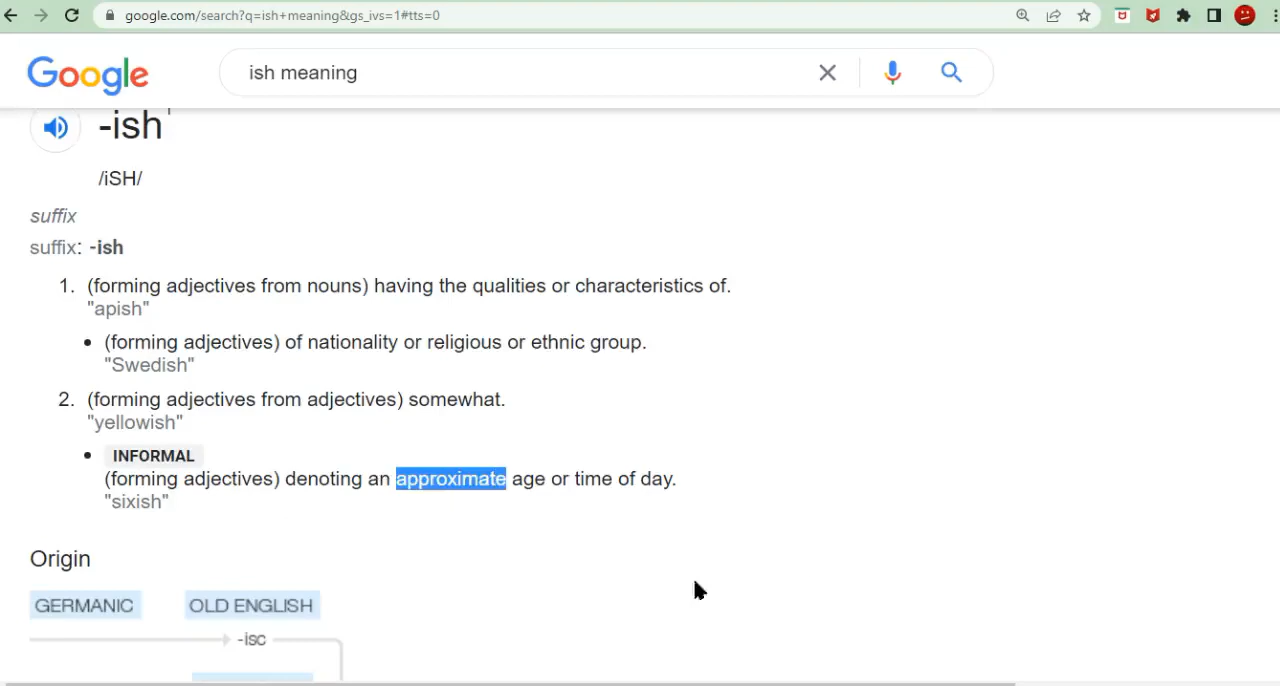 google.com/search?q=ish+meaning&gs_ivs=1#tts=0
Google
ish meaning
-ish
/iSH/
suffix
suffix: -ish
1. (forming adjectives from nouns) having the qualities or characteristics of.
"apish"
• (forming adjectives) of nationality or religious or ethnic group.
"Swedish"
2. (forming adjectives from adjectives) somewhat.
"yellowish"
• INFORMAL
(forming adjectives) denoting an approximate age or time of day.
"sixish"
Origin
GERMANIC OLD ENGLISH
-isc